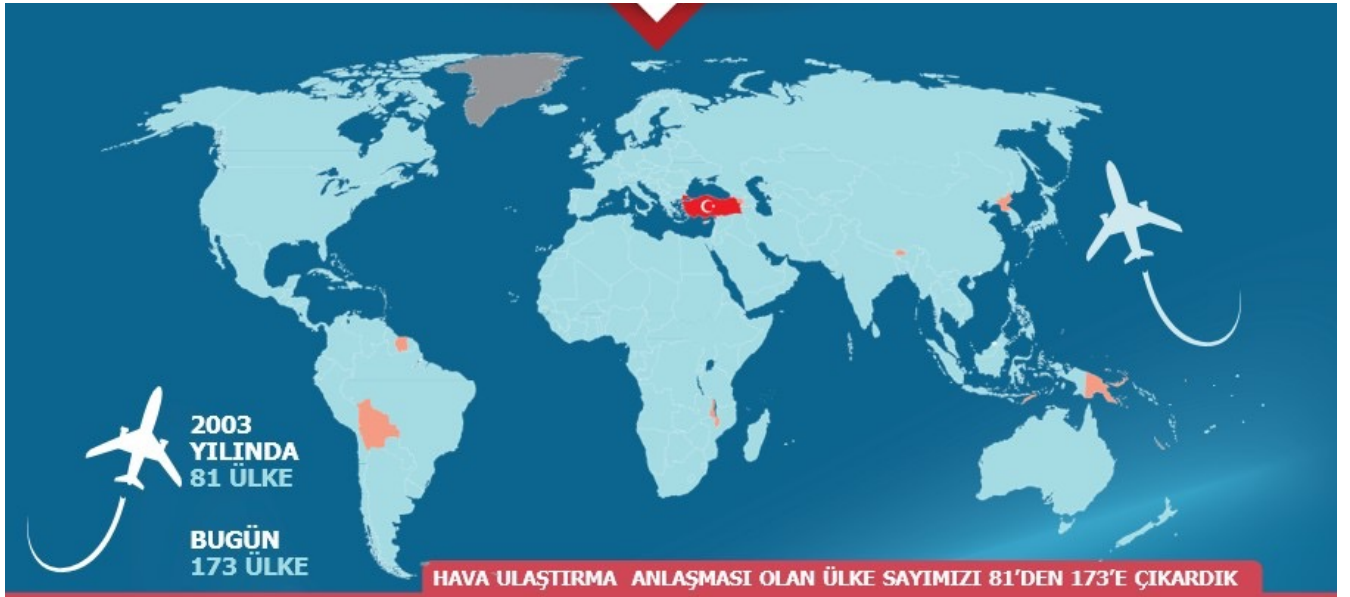 2003
YILINDA
81 ÜLKE
BUGÜN
173 ÜLKE
HAVA ULAŞTIRMA ANLAŞMASI OLAN ÜLKE SAYIMIZI 81'DEN 173'E ÇIKARDIK